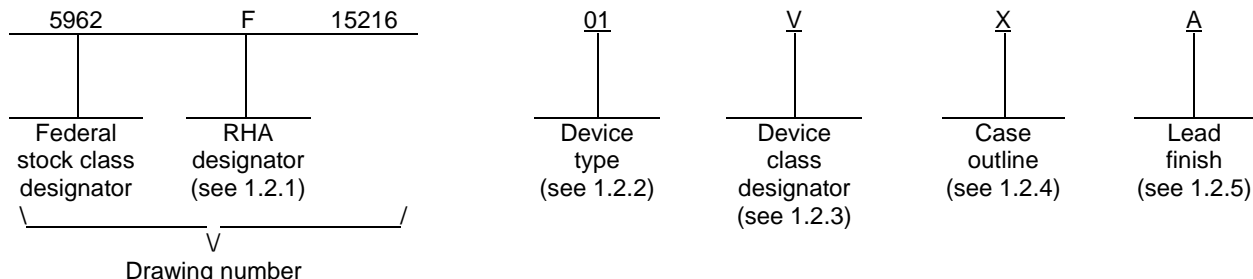 5962 F 15216 01 V X A
Federal stock class designator
RHA designator (see 1.2.1)
Device type (see 1.2.2)
Device class designator (see 1.2.3)
Case outline (see 1.2.4)
Lead finish (see 1.2.5)
Drawing number